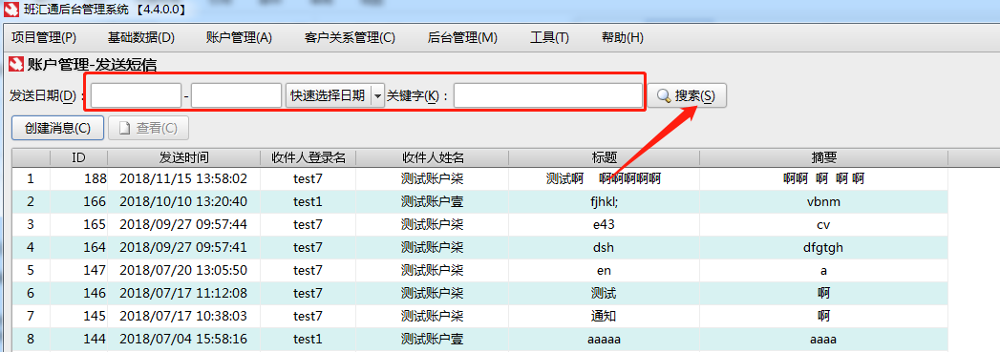 班汇通后台管理系统 【4.4.0.0】
项目管理(P) 基础数据(D) 账户管理(A) 客户关系管理(C) 后台管理(M) 工具(T) 帮助(H)
账户管理-发送短信
发送日期(D)： - 快速选择日期 关键字(K)： 搜索(S)
创建消息(C) 查看(C)
ID 发送时间 收件人登录名 收件人姓名 标题 摘要
1 188 2018/11/15 13:58:02 test7 测试账户柒 测试啊 啊啊啊啊啊 啊啊 啊 啊 啊
2 166 2018/10/10 13:20:40 test1 测试账户壹 fjhkl; vbnm
3 165 2018/09/27 09:57:44 test7 测试账户柒 e43 cv
4 164 2018/09/27 09:57:41 test7 测试账户柒 dsh dfgtgh
5 147 2018/07/20 13:05:50 test7 测试账户柒 en a
6 146 2018/07/17 11:12:08 test7 测试账户柒 测试 啊
7 145 2018/07/17 10:38:03 test7 测试账户柒 通知 啊
8 144 2018/07/04 15:58:16 test1 测试账户壹 aaaaa aaaa